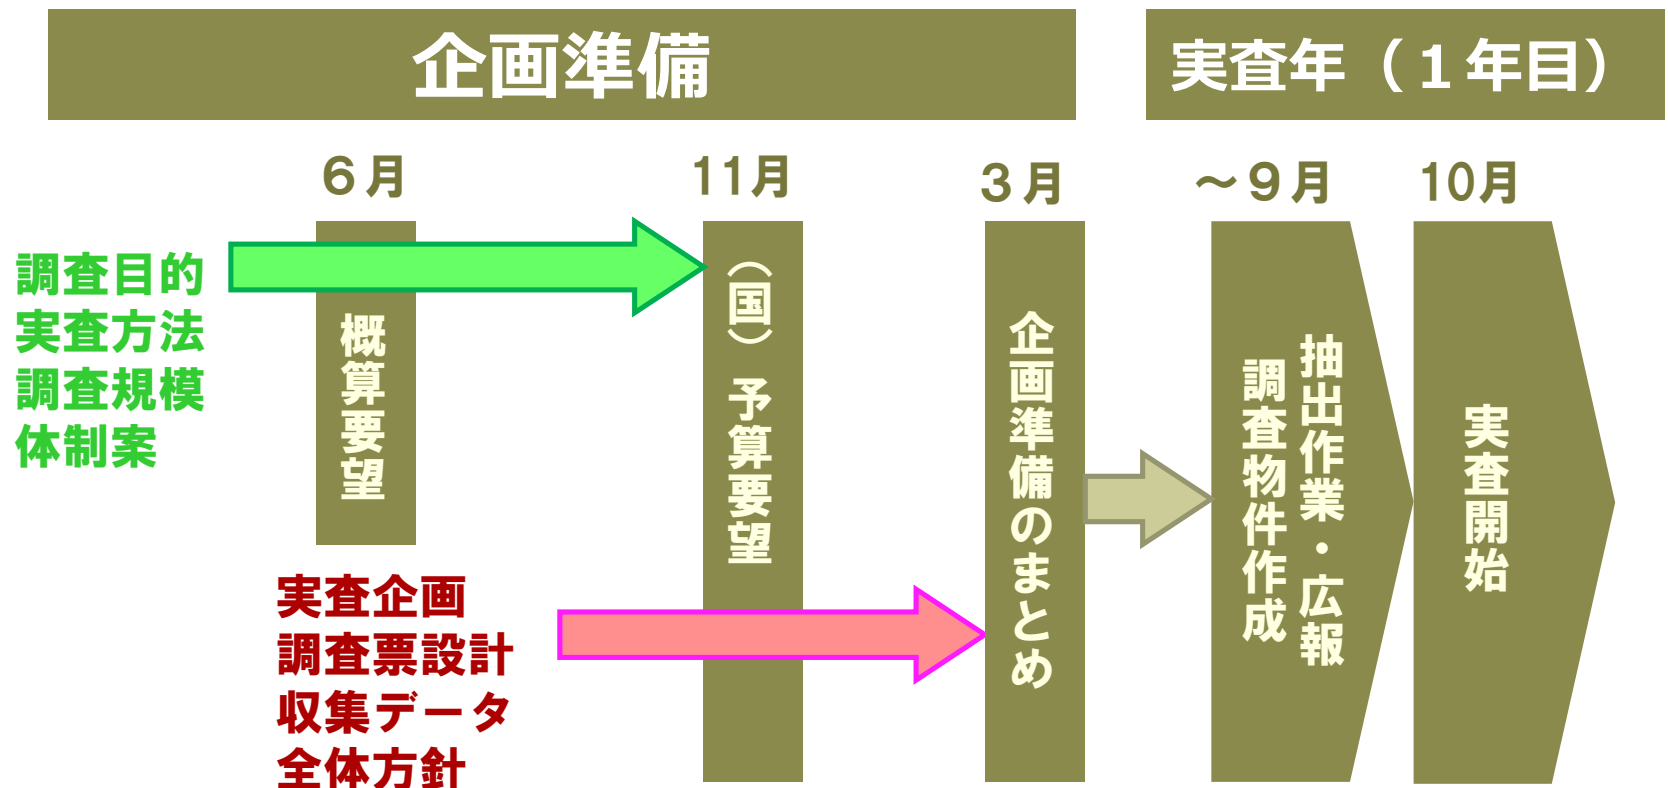 企画準備
実査年（１年目）
６月
11月
３月
～９月
10月
調査目的
実査方法
調査規模
体制案
概算要望
（国）予算要望
企画準備のまとめ
抽出作業・広報
調査物件作成
実査開始
実査企画
調査票設計
収集データ
全体方針